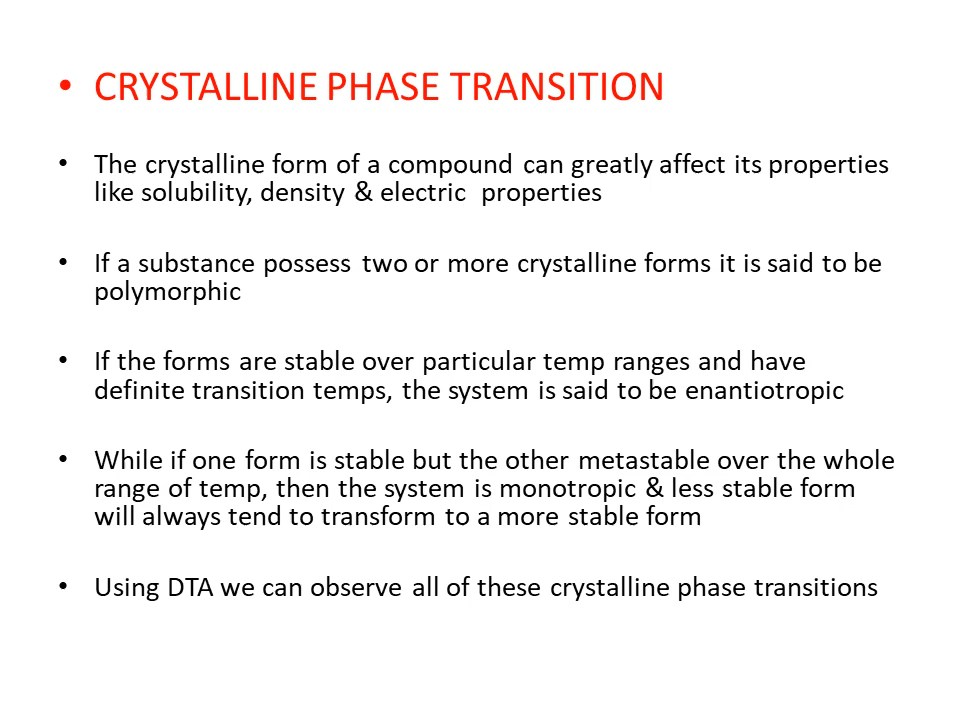 • CRYSTALLINE PHASE TRANSITION
• The crystalline form of a compound can greatly affect its properties
like solubility, density & electric properties
• If a substance possess two or more crystalline forms it is said to be
polymorphic
• If the forms are stable over particular temp ranges and have
definite transition temps, the system is said to be enantiotropic
• While if one form is stable but the other metastable over the whole
range of temp, then the system is monotropic & less stable form
will always tend to transform to a more stable form
• Using DTA we can observe all of these crystalline phase transitions